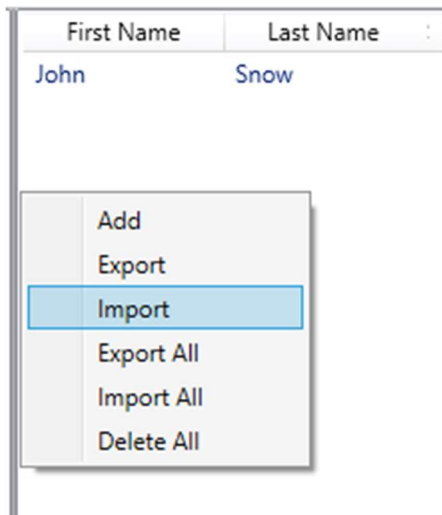 First Name Last Name
John Snow
Add
Export
Import
Export All
Import All
Delete All